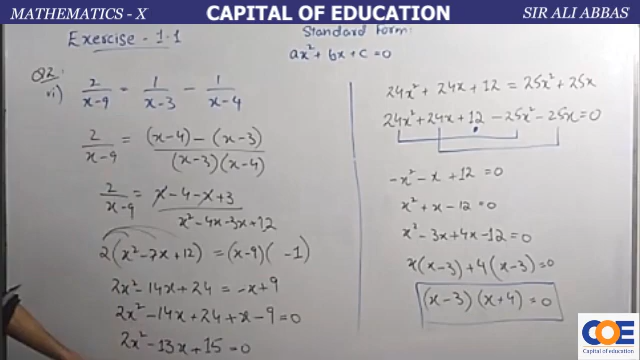 MATHEMATICS - X
CAPITAL OF EDUCATION
SIR ALI ABBAS
Exercise - 1.1
Standard Form:
ax² + bx + c = 0
Q2.
vi) 2/(x-9) = 1/(x-3) - 1/(x-4)
2/(x-9) = ((x-4) - (x-3))/((x-3)(x-4))
2/(x-9) = (x-4-x+3)/(x²-4x-3x+12)
2(x²-7x+12) = (x-9)(-1)
2x²-14x+24 = -x+9
2x²-14x+24+x-9=0
2x²-13x+15=0
24x²+24x+12 = 25x²+25x
24x²+24x+12-25x²-25x=0
-x²-x+12=0
x²+x-12=0
x²-3x+4x-12=0
x(x-3)+4(x-3)=0
(x-3)(x+4)=0
COE
Capital of education